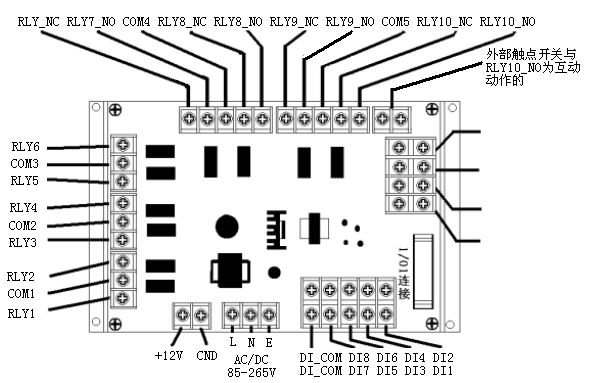 RLY_NC RLY7_NO COM4 RLY8_NC RLY8_NO RLY9_NC RLY9_NO COM5 RLY10_NC RLY10_NO
外部触点开关与
RLY10_NO为互动
动作的
RLY6
COM3
RLY5
RLY4
COM2
RLY3
RLY2
COM1
RLY1
I/O1连接
+12V
CND
L N E
AC/DC
85-265V
DI_COM DI8 DI6 DI4 DI2
DI_COM DI7 DI5 DI3 DI1